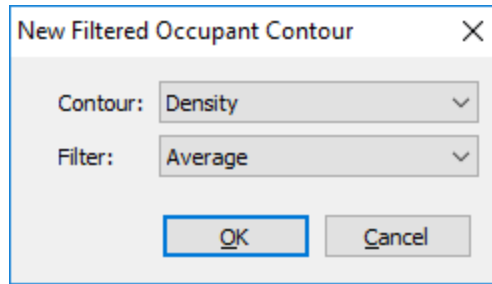 New Filtered Occupant Contour
Contour: Density
Filter: Average
OK Cancel